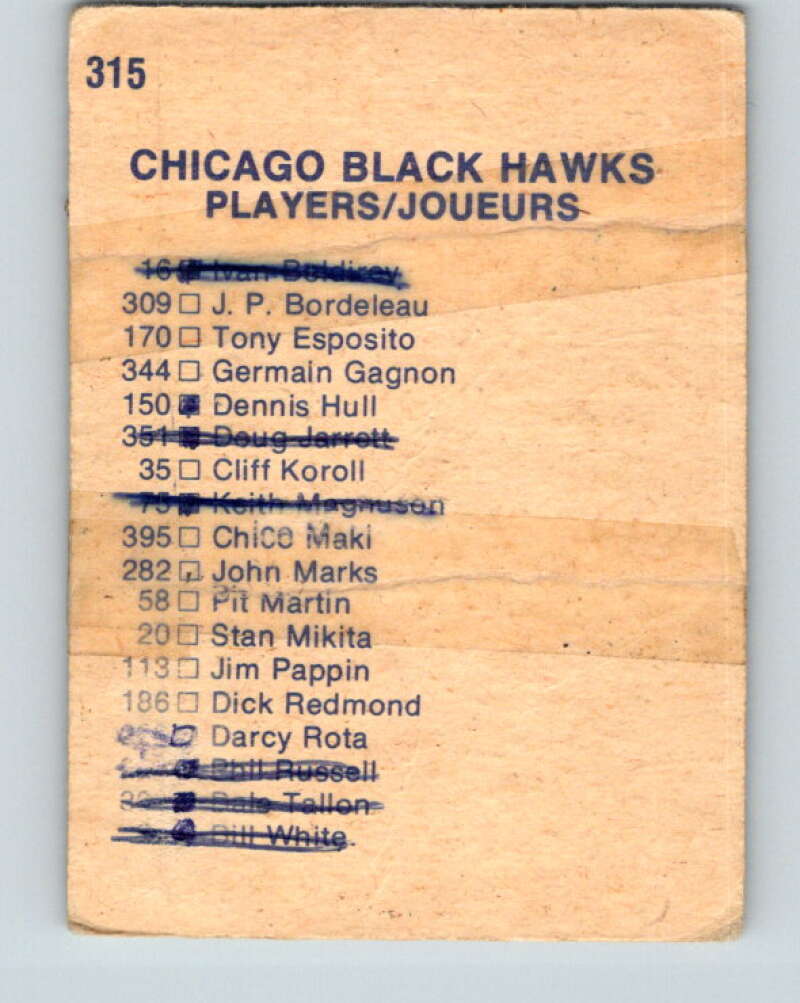 315
CHICAGO BLACK HAWKS
PLAYERS/JOUEURS
16 Ivan Boldirev
309 □ J. P. Bordeleau
170 □ Tony Esposito
344 □ Germain Gagnon
150 □ Dennis Hull
351 Doug Jarrett
35 □ Cliff Koroll
75 Keith Magnuson
395 □ Chico Maki
282 □ John Marks
58 □ Pit Martin
20 □ Stan Mikita
113 □ Jim Pappin
186 □ Dick Redmond
□ Darcy Rota
Phil Russell
Dale Tallon
Bill White